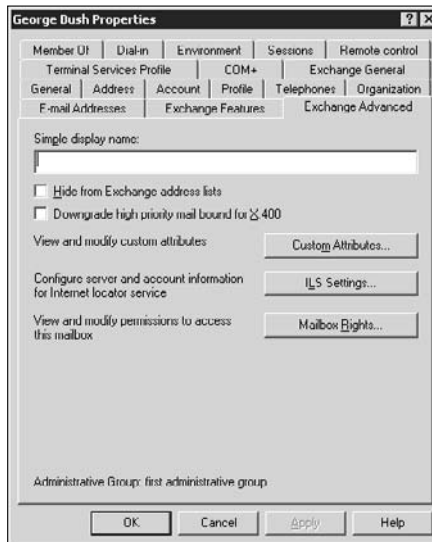 George Bush Properties
Member Of Dial-in Environment Sessions Remote control
Terminal Services Profile COM+ Exchange General
General Address Account Profile Telephones Organization
E-mail Addresses Exchange Features Exchange Advanced
Simple display name:
Hide from Exchange address lists
Downgrade high priority mail bound for X.400
View and modify custom attributes
Custom Attributes...
Configure server and account information
for Internet locator service
ILS Settings...
View and modify permissions to access
this mailbox
Mailbox Rights...
Administrative Group: first administrative group
OK Cancel Apply Help